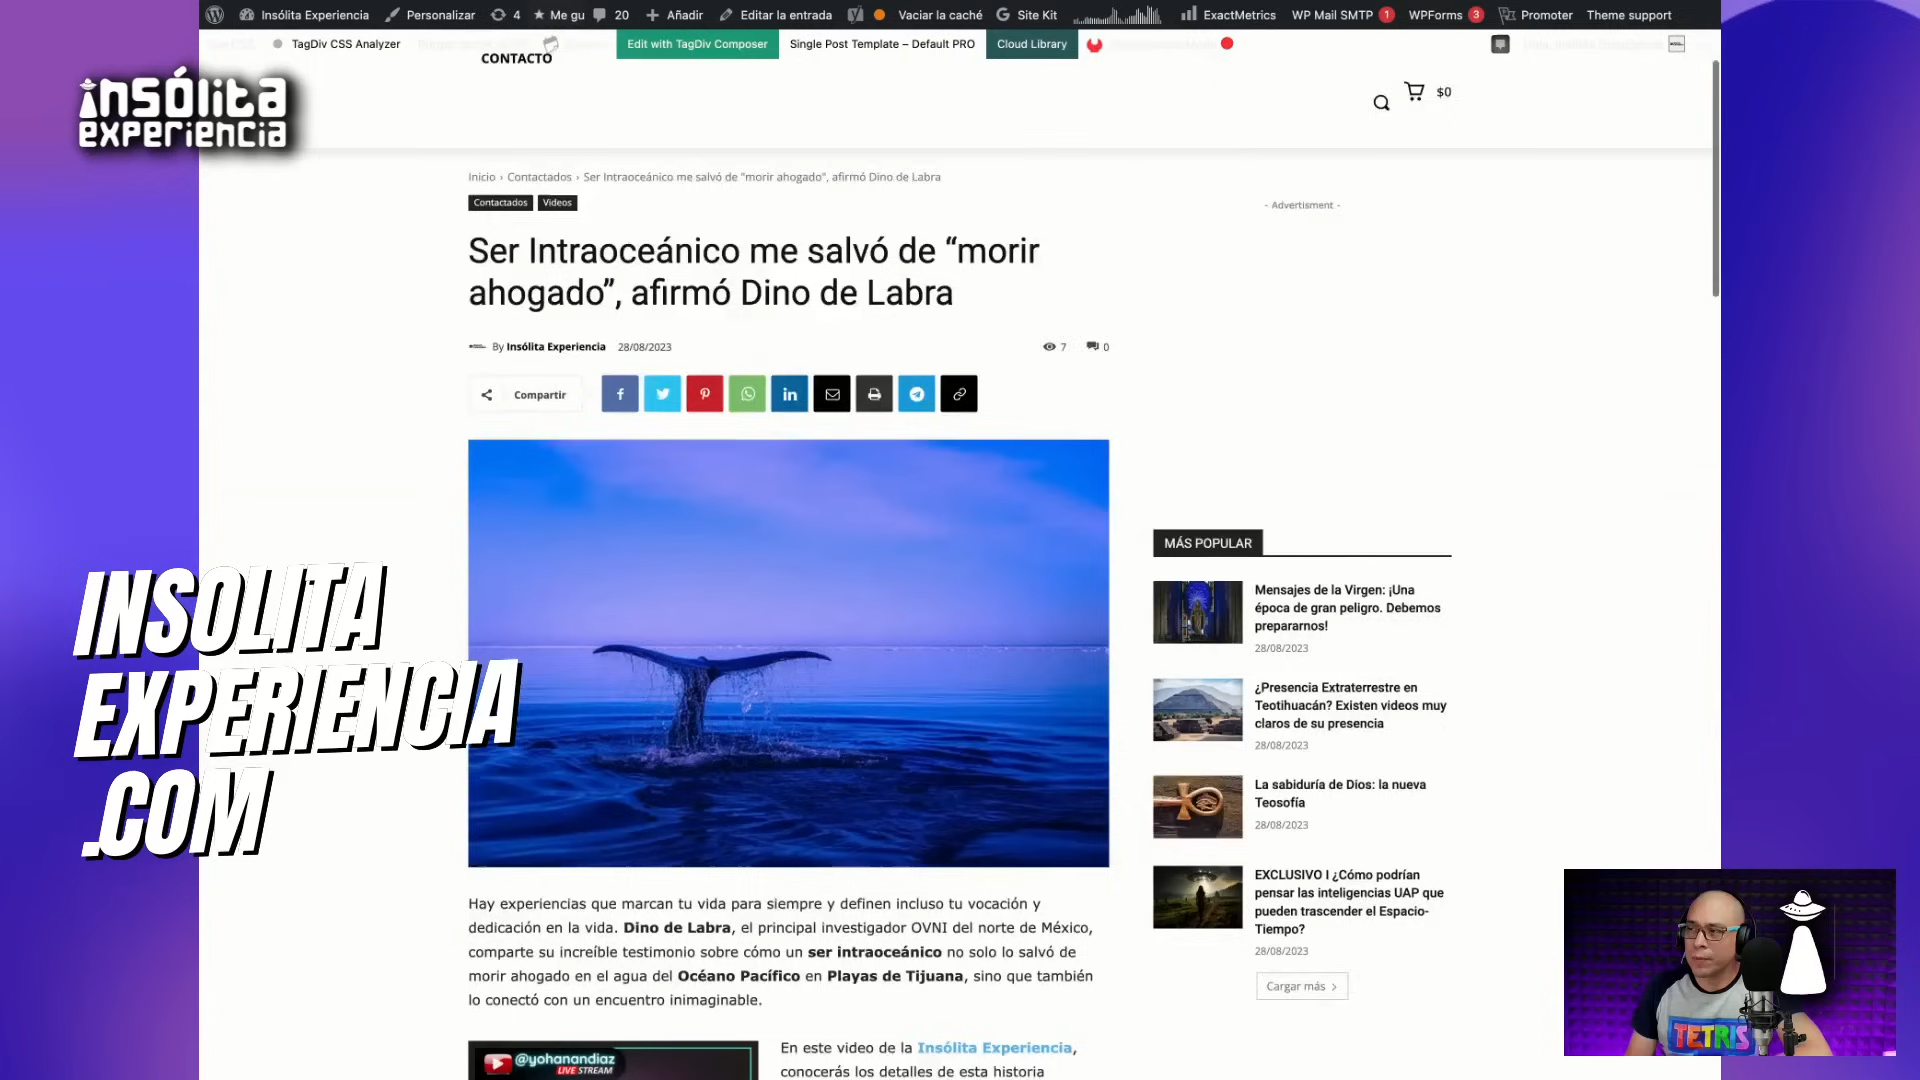 Insólita Experiencia
Personalizar
4
Me gu
20
Añadir
Editar la entrada
Vaciar la caché
Site Kit
ExactMetrics
WP Mail SMTP 1
WPForms 3
Promoter
Theme support
TagDiv CSS Analyzer
Edit with TagDiv Composer
Single Post Template – Default PRO
Cloud Library
CONTACTO
$0
insólita
experiencia
Inicio › Contactados › Ser Intraoceánico me salvó de "morir ahogado", afirmó Dino de Labra
- Advertisment -
Contactados
Videos
Ser Intraoceánico me salvó de “morir
ahogado”, afirmó Dino de Labra
By Insólita Experiencia 28/08/2023
7
0
Compartir
MÁS POPULAR
Mensajes de la Virgen: ¡Una
época de gran peligro. Debemos
prepararnos!
28/08/2023
¿Presencia Extraterrestre en
Teotihuacán? Existen videos muy
claros de su presencia
28/08/2023
La sabiduría de Dios: la nueva
Teosofía
28/08/2023
EXCLUSIVO I ¿Cómo podrían
pensar las inteligencias UAP que
pueden trascender el Espacio-
Tiempo?
28/08/2023
Cargar más
INSOLITA
EXPERIENCIA
.COM
Hay experiencias que marcan tu vida para siempre y definen incluso tu vocación y
dedicación en la vida. Dino de Labra, el principal investigador OVNI del norte de México,
comparte su increíble testimonio sobre cómo un ser intraoceánico no solo lo salvó de
morir ahogado en el agua del Océano Pacífico en Playas de Tijuana, sino que también
lo conectó con un encuentro inimaginable.
@yohanandiaz
LIVE STREAM
En este video de la Insólita Experiencia,
conocerás los detalles de esta historia
TETRIS